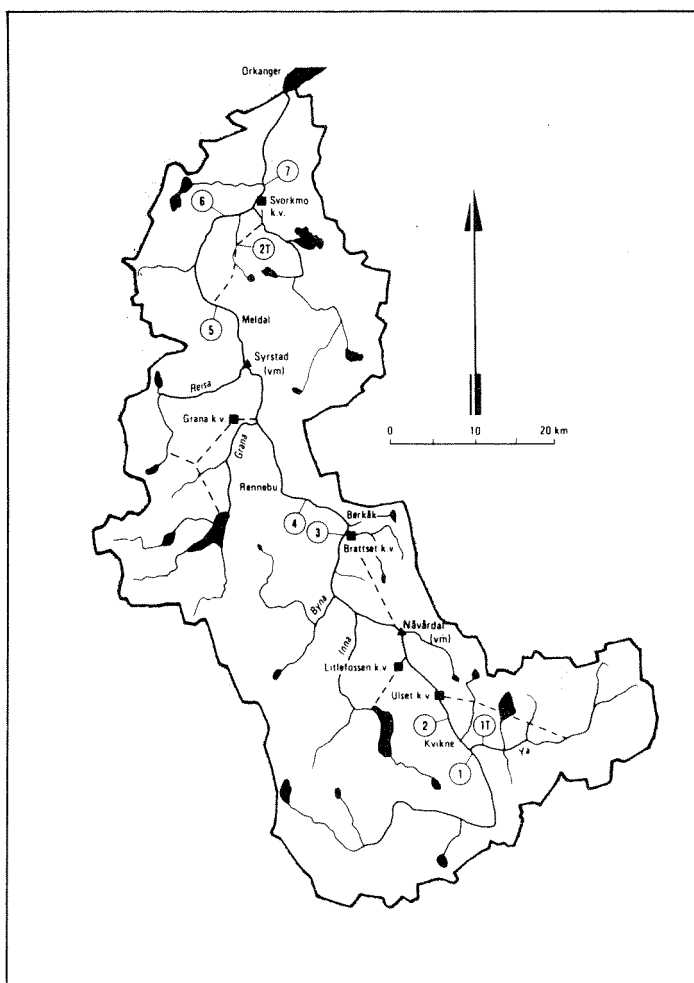 Orkanger
7
6
Svorkmo
k.v.
2T
5
Meldal
Syrstad
(vm)
Reisa
Grana k v.
Grana
Rennebu
Berkåk
4
3
Brattset k.v
Byna
Inna
Nåvårdal
(vm)
Litlefossen k.v
Ulset k.v
2
1T
Kvikne
Ya
1
0
10
20 km